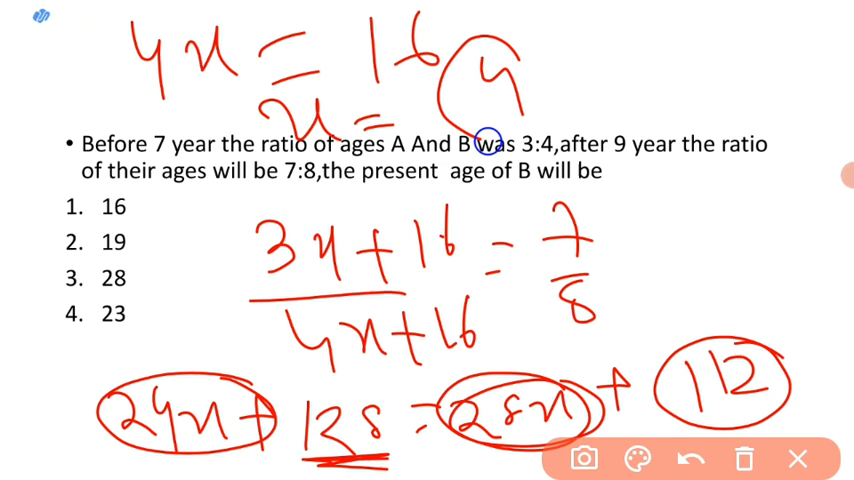 4x = 16
x = 4
• Before 7 year the ratio of ages A And B was 3:4,after 9 year the ratio
of their ages will be 7:8,the present age of B will be
1. 16
2. 19
3. 28
4. 23
3x+16 = 7
4x+16 8
24x + 128 = 28x + 112